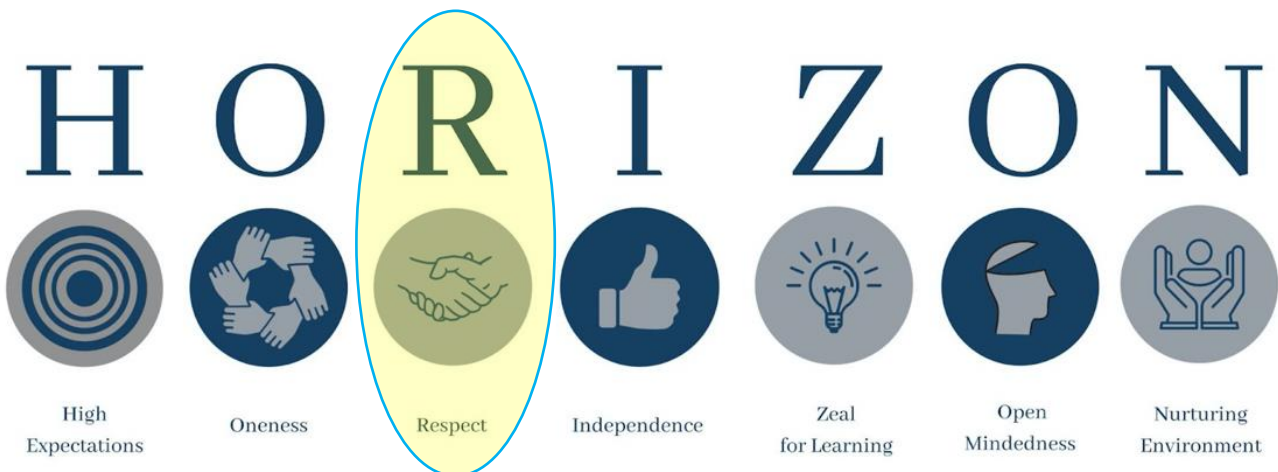 H O R I Z O N
High Expectations
Oneness
Respect
Independence
Zeal for Learning
Open Mindedness
Nurturing Environment